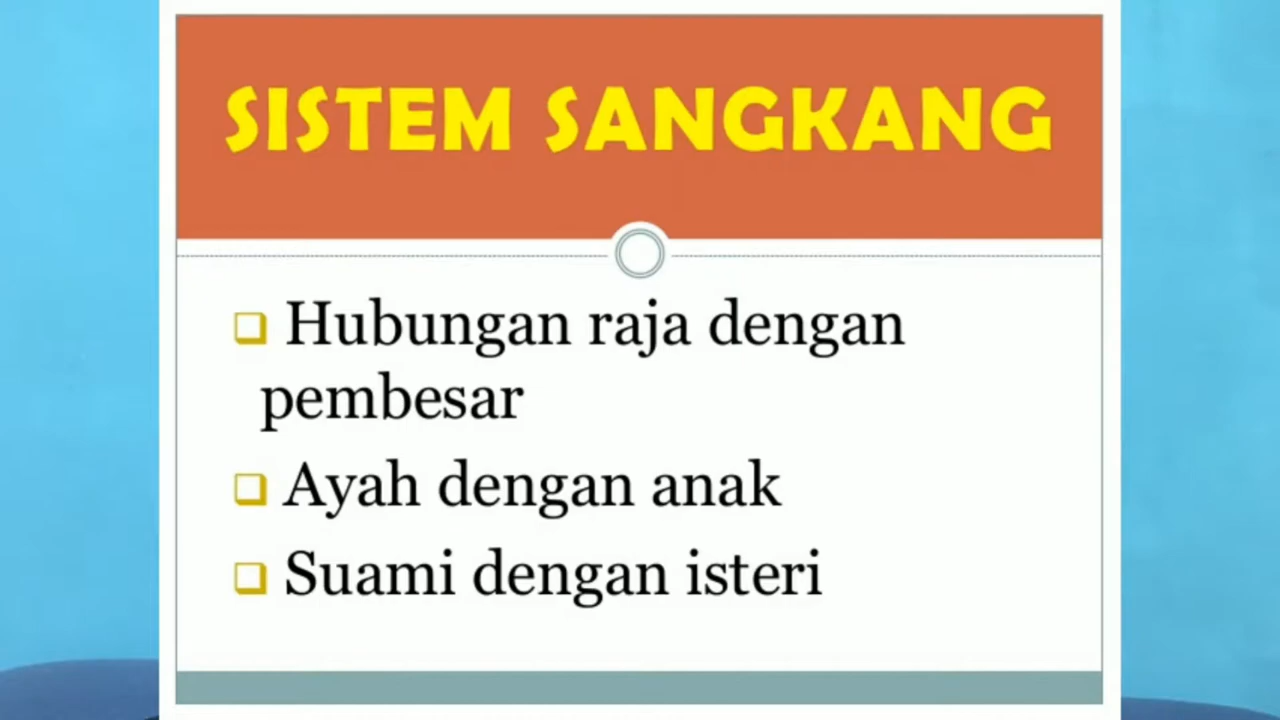 SISTEM SANGKANG
Hubungan raja dengan
pembesar
Ayah dengan anak
Suami dengan isteri